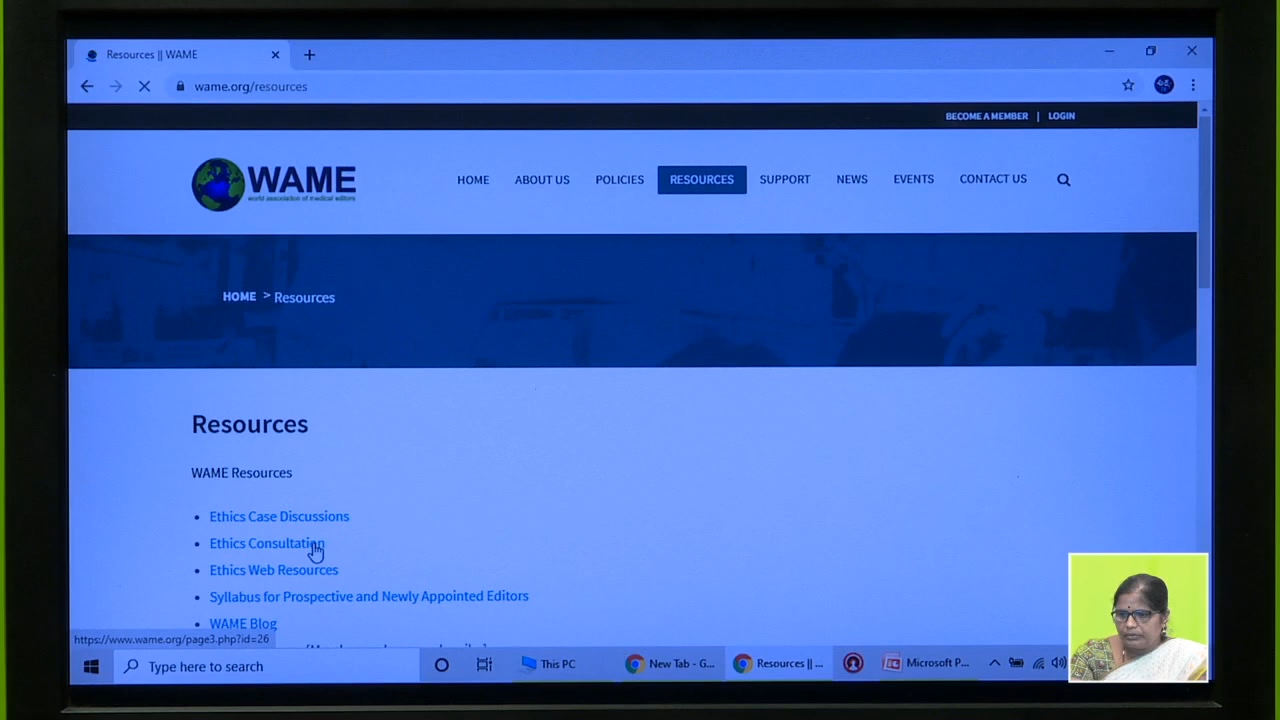 Resources || WAME
wame.org/resources
BECOME A MEMBER | LOGIN
WAME
world association of medical editors
HOME ABOUT US POLICIES RESOURCES SUPPORT NEWS EVENTS CONTACT US
HOME > Resources
Resources
WAME Resources
• Ethics Case Discussions
• Ethics Consultation
• Ethics Web Resources
• Syllabus for Prospective and Newly Appointed Editors
• WAME Blog
https://www.wame.org/page3.php?id=26
Type here to search
This PC
New Tab - G...
Resources || ...
Microsoft P...